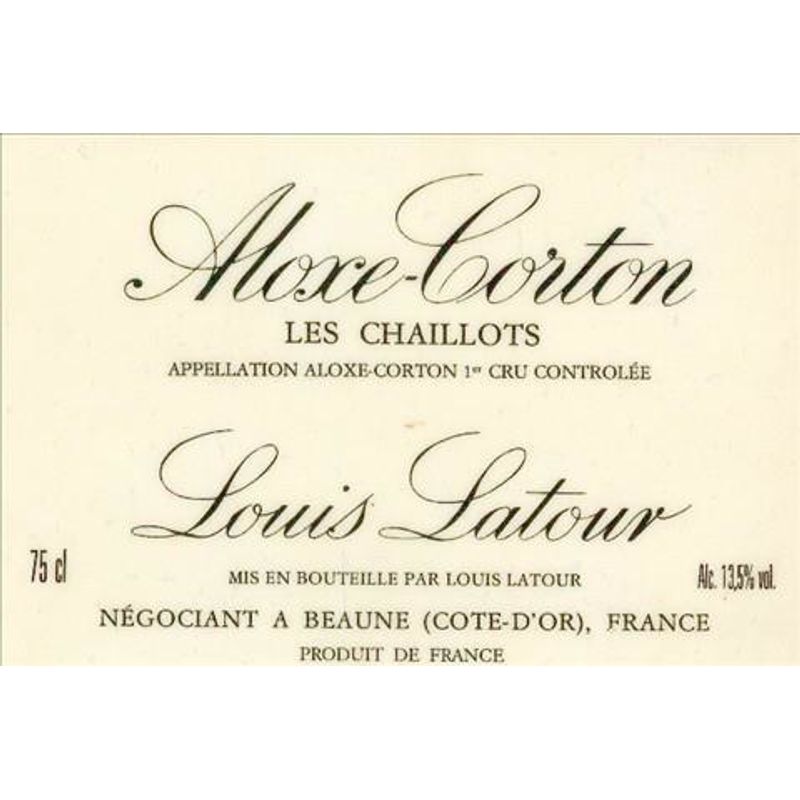 Aloxe-Corton
LES CHAILLOTS
APPELLATION ALOXE-CORTON 1er CRU CONTROLÉE
Louis Latour
75 cl
MIS EN BOUTEILLE PAR LOUIS LATOUR
Alc. 13,5% vol.
NÉGOCIANT A BEAUNE (COTE-D'OR), FRANCE
PRODUIT DE FRANCE